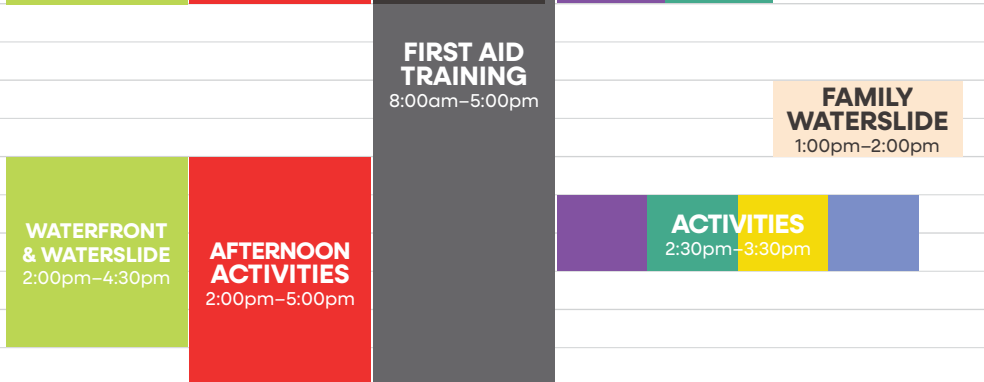 FIRST AID
TRAINING
8:00am–5:00pm
FAMILY
WATERSLIDE
1:00pm–2:00pm
WATERFRONT
& WATERSLIDE
2:00pm–4:30pm
AFTERNOON
ACTIVITIES
2:00pm–5:00pm
ACTIVITIES
2:30pm–3:30pm